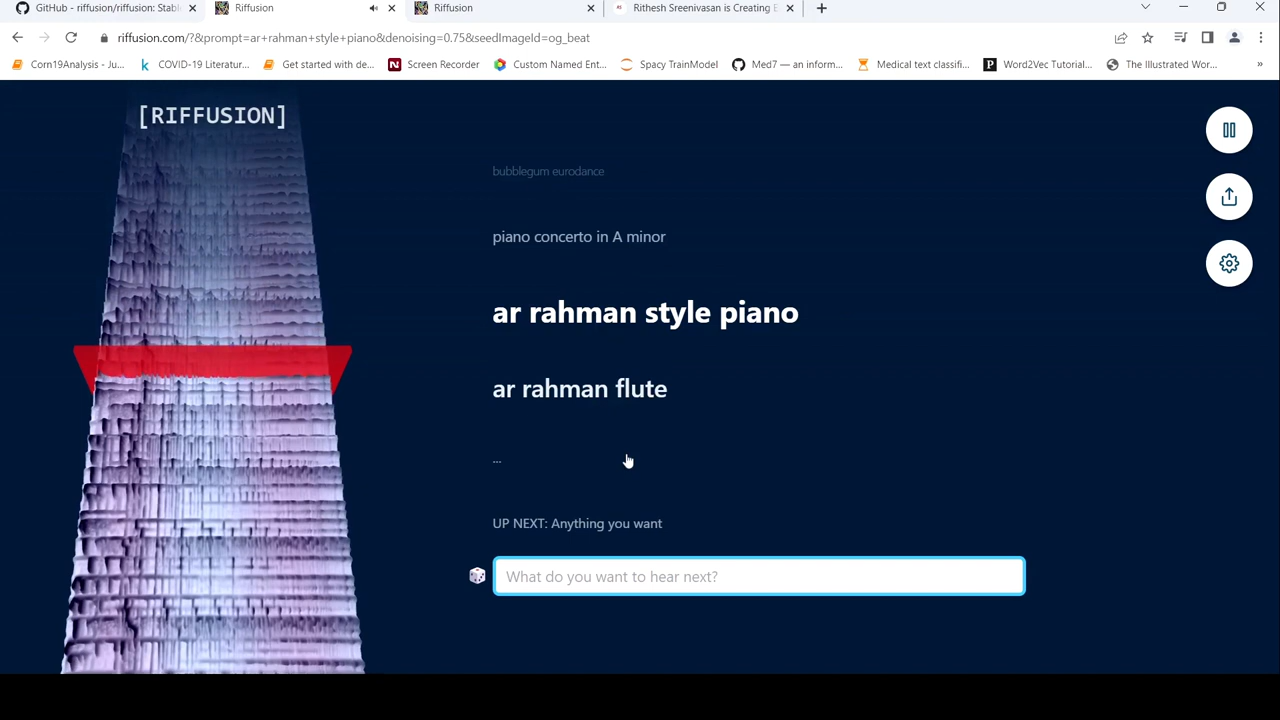 GitHub - riffusion/riffusion: Stabl
Riffusion
Riffusion
Rithesh Sreenivasan is Creating E
riffusion.com/?&prompt=ar+rahman+style+piano&denoising=0.75&seedImageId=og_beat
Corn19Analysis - Ju...
COVID-19 Literatur...
Get started with de...
Screen Recorder
Custom Named Ent...
Spacy TrainModel
Med7 — an inform...
Medical text classifi...
Word2Vec Tutorial...
The Illustrated Wor...
[RIFFUSION]
bubblegum eurodance
piano concerto in A minor
ar rahman style piano
ar rahman flute
...
UP NEXT: Anything you want
What do you want to hear next?